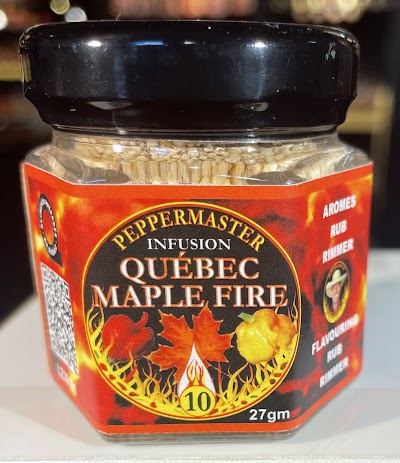 PEPPERMASTER
INFUSION
QUÉBEC
MAPLE FIRE
10
27gm
AROMES
RUB
RIMMER
FLAVOURING
RUB
RIMMER